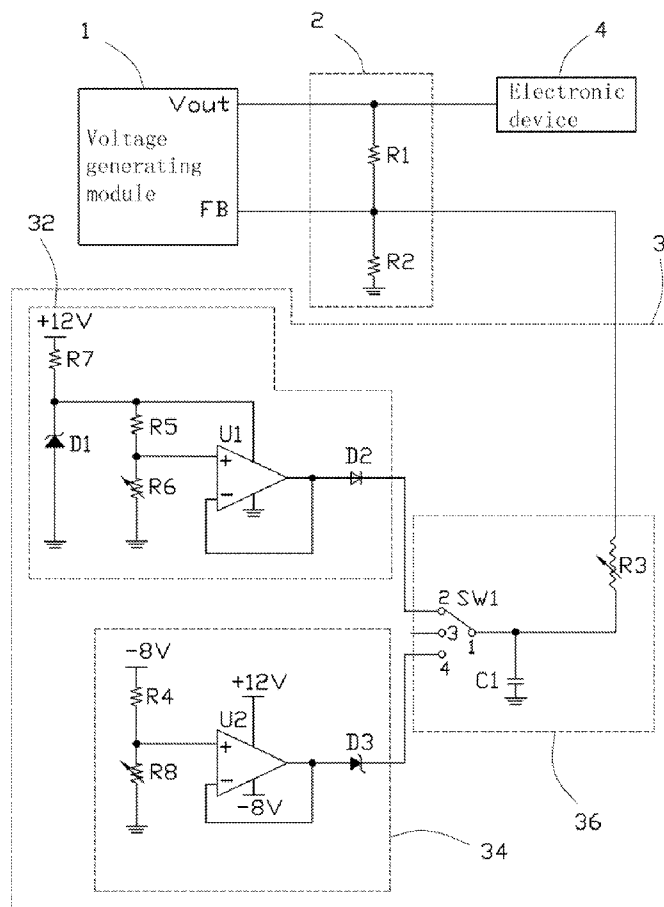 1
2
4
Vout
Electronic
device
Voltage
generating
module
R1
FB
32
R2
3
+12V
R7
R5
U1
D1
+
D2
R6
−
R3
2
SW1
3
1
4
C1
-8V
+12V
R4
U2
D3
+
R8
−
-8V
36
34